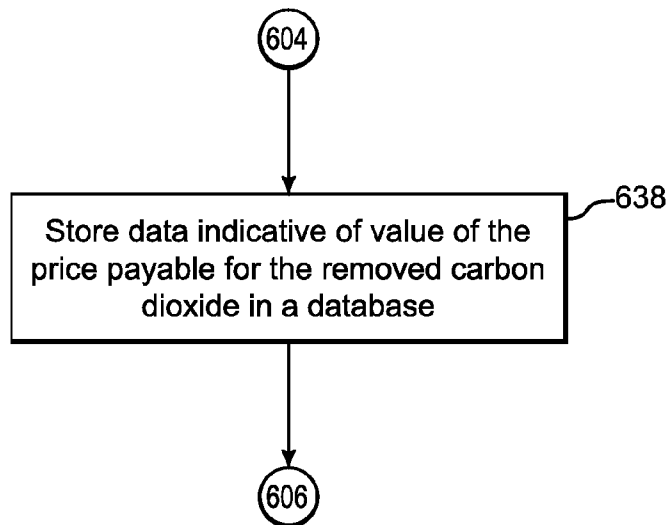 604
638
Store data indicative of value of the
price payable for the removed carbon
dioxide in a database
606